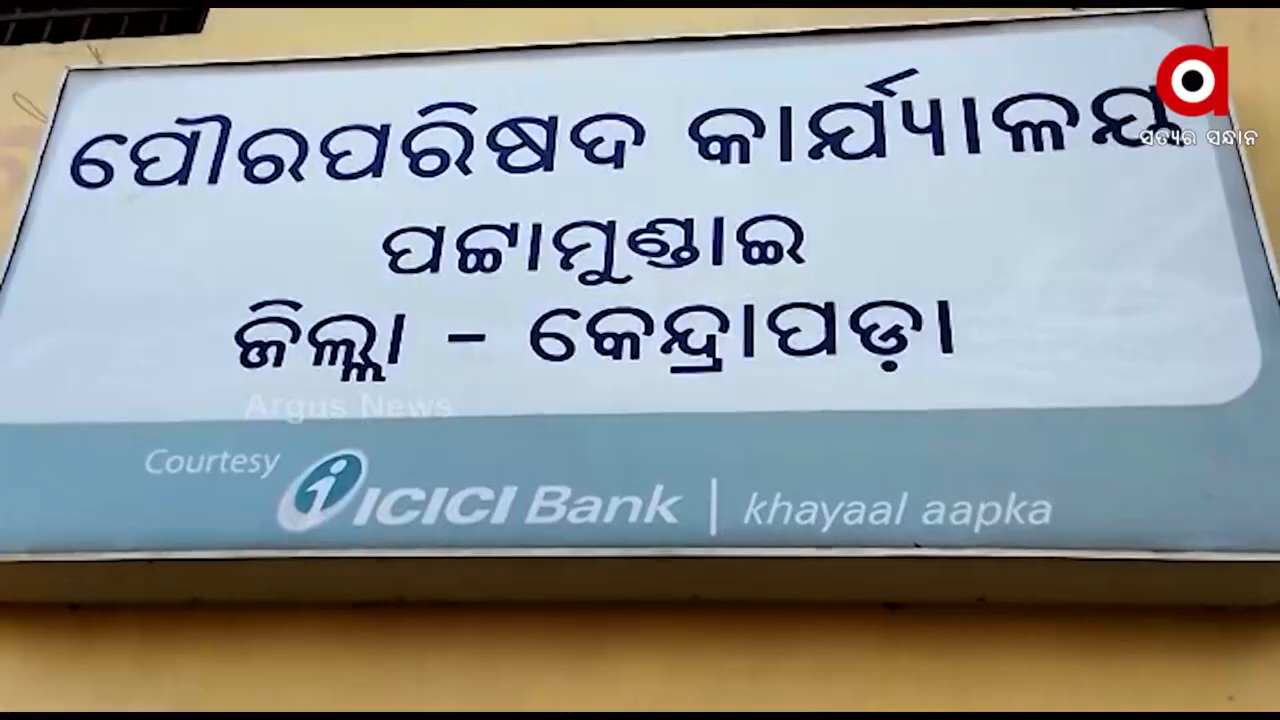 ପୌରପରିଷଦ କାର୍ଯ୍ୟାଳୟ
ସତ୍ୟର ସନ୍ଧାନ
ପଟ୍ଟାମୁଣ୍ଡାଇ
ଜିଲ୍ଲା - କେନ୍ଦ୍ରାପଡ଼ା
Argus News
Courtesy ICICI Bank | khayaal aapka